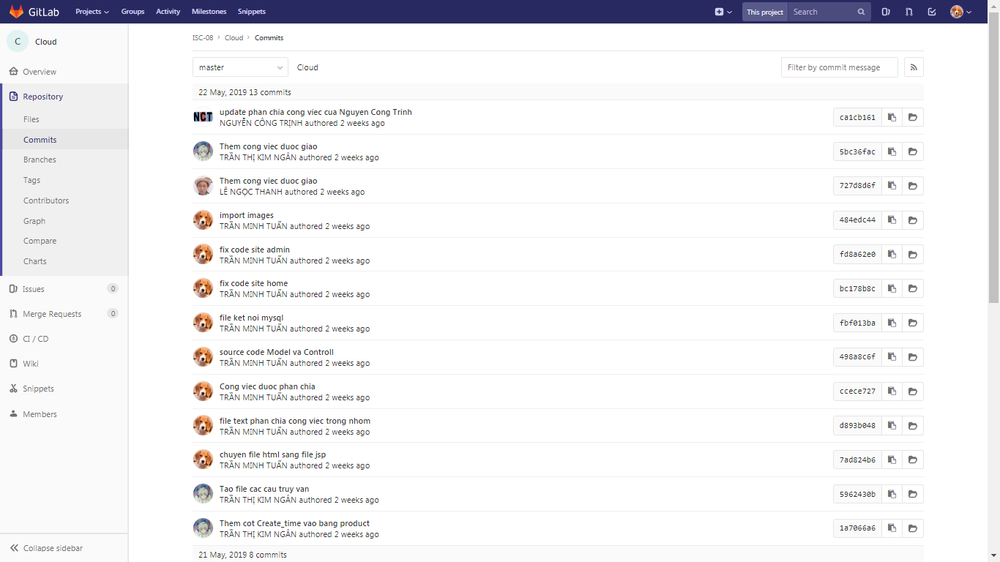 GitLab Projects Groups Activity Milestones Snippets This project Search
C Cloud
Overview
Repository
Files
Commits
Branches
Tags
Contributors
Graph
Compare
Charts
Issues 0
Merge Requests 0
CI / CD
Wiki
Snippets
Members
Collapse sidebar
ISC-08 > Cloud > Commits
master Cloud Filter by commit message
22 May, 2019 13 commits
NCT
update phan chia cong viec cua Nguyen Cong Trinh
NGUYỄN CÔNG TRỊNH authored 2 weeks ago
ca1cb161
Them cong viec duoc giao
TRẦN THỊ KIM NGÂN authored 2 weeks ago
5bc36fac
Them cong viec duoc giao
LÊ NGỌC THANH authored 2 weeks ago
727d8d6f
import images
TRẦN MINH TUẤN authored 2 weeks ago
484edc44
fix code site admin
TRẦN MINH TUẤN authored 2 weeks ago
fd8a62e0
fix code site home
TRẦN MINH TUẤN authored 2 weeks ago
bc178b8c
file ket noi mysql
TRẦN MINH TUẤN authored 2 weeks ago
fbf013ba
source code Model va Controll
TRẦN MINH TUẤN authored 2 weeks ago
498a8c6f
Cong viec duoc phan chia
TRẦN MINH TUẤN authored 2 weeks ago
ccece727
file text phan chia cong viec trong nhom
TRẦN MINH TUẤN authored 2 weeks ago
d893b048
chuyen file html sang file jsp
TRẦN MINH TUẤN authored 2 weeks ago
7ad824b6
Tao file cac cau truy van
TRẦN THỊ KIM NGÂN authored 2 weeks ago
5962430b
Them cot Create_time vao bang product
TRẦN THỊ KIM NGÂN authored 2 weeks ago
1a7066a6
21 May, 2019 8 commits